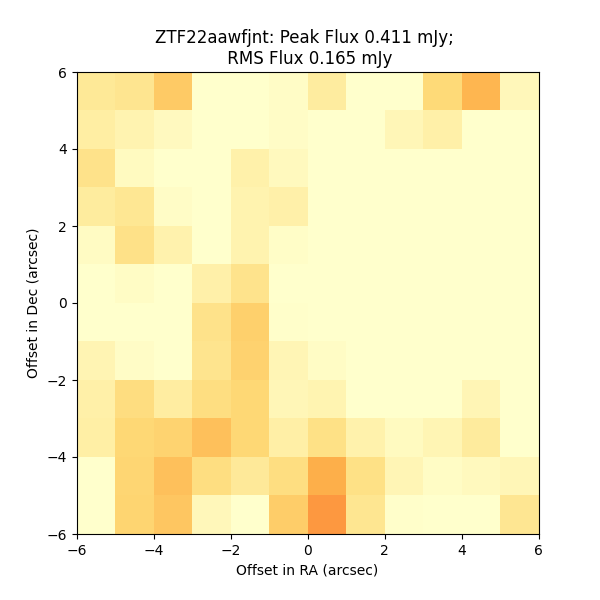 ZTF22aawfjnt: Peak Flux 0.411 mJy;
RMS Flux 0.165 mJy
6
4
2
0
−2
−4
−6
Offset in Dec (arcsec)
−6 −4 −2 0 2 4 6
Offset in RA (arcsec)